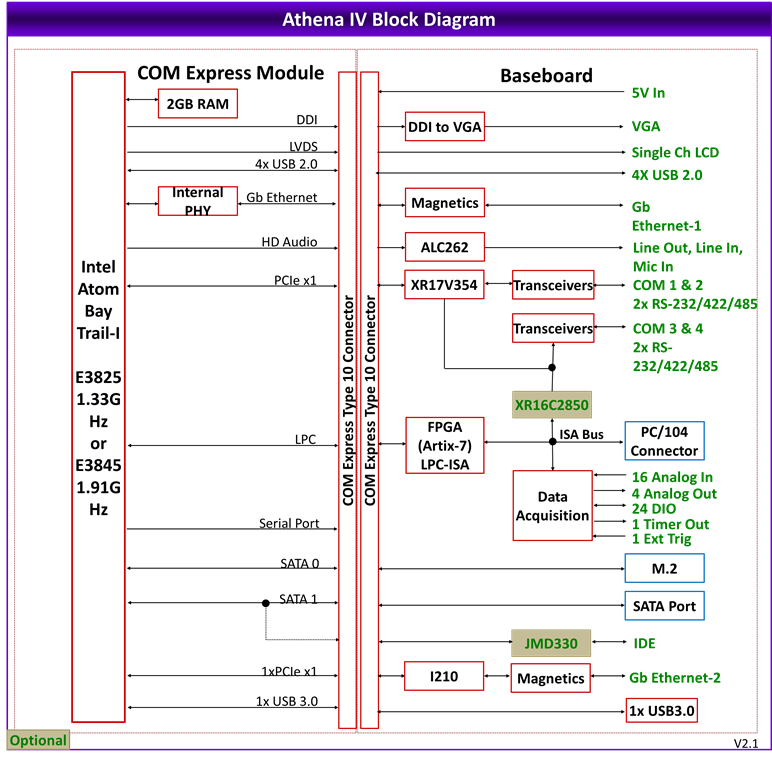 Athena IV Block Diagram
COM Express Module
Baseboard
2GB RAM
DDI
LVDS
4x USB 2.0
Internal
PHY
Gb Ethernet
HD Audio
PCIe x1
Intel
Atom
Bay
Trail-I
E3825
1.33G
Hz
or
E3845
1.91G
Hz
LPC
Serial Port
SATA 0
SATA 1
1xPCIe x1
1x USB 3.0
COM Express Type 10 Connector
COM Express Type 10 Connector
5V In
DDI to VGA
VGA
Single Ch LCD
4X USB 2.0
Magnetics
Gb
Ethernet-1
ALC262
Line Out, Line In,
Mic In
XR17V354
Transceivers
COM 1 & 2
2x RS-232/422/485
Transceivers
COM 3 & 4
2x RS-
232/422/485
XR16C2850
FPGA
(Artix-7)
LPC-ISA
ISA Bus
PC/104
Connector
Data
Acquisition
16 Analog In
4 Analog Out
24 DIO
1 Timer Out
1 Ext Trig
M.2
SATA Port
JMD330
IDE
I210
Magnetics
Gb Ethernet-2
1x USB3.0
Optional
V2.1